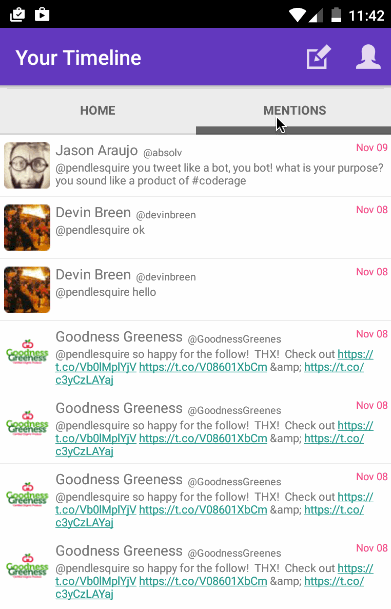 11:42
Your Timeline
HOME MENTIONS
Jason Araujo @absolv Nov 09
@pendlesquire you tweet like a bot, you bot! what is your purpose?
you sound like a product of #coderage
Devin Breen @devinbreen Nov 08
@pendlesquire ok
Devin Breen @devinbreen Nov 08
@pendlesquire hello
Goodness Greeness @GoodnessGreenes Nov 08
@pendlesquire so happy for the follow!  THX!  Check out https://
t.co/Vb0lMplYjV https://t.co/V08601XbCm &amp; https://t.co/
c3yCzLAYaj
Goodness Greeness @GoodnessGreenes Nov 08
@pendlesquire so happy for the follow!  THX!  Check out https://
t.co/Vb0lMplYjV https://t.co/V08601XbCm &amp; https://t.co/
c3yCzLAYaj
Goodness Greeness @GoodnessGreenes Nov 08
@pendlesquire so happy for the follow!  THX!  Check out https://
t.co/Vb0lMplYjV https://t.co/V08601XbCm &amp; https://t.co/
c3yCzLAYaj
Goodness Greeness @GoodnessGreenes Nov 08
@pendlesquire so happy for the follow!  THX!  Check out https://
t.co/Vb0lMplYjV https://t.co/V08601XbCm &amp; https://t.co/
c3yCzLAYaj